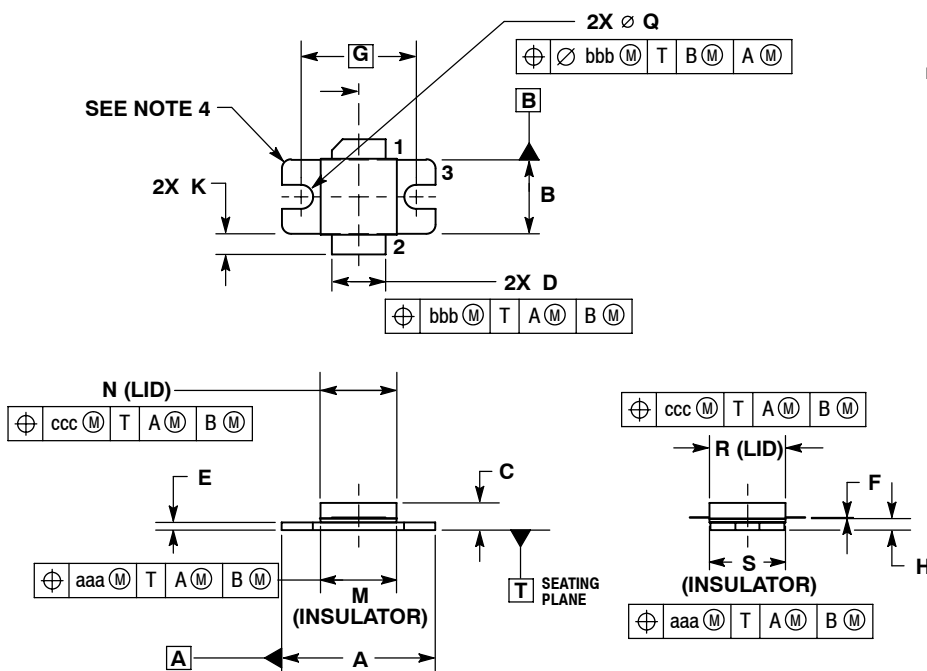 2X ⌀ Q
⌖ ⌀ bbb Ⓜ T B Ⓜ A Ⓜ
G
B
SEE NOTE 4
1
3
2X K
B
2
2X D
⌖ bbb Ⓜ T A Ⓜ B Ⓜ
N (LID)
⌖ ccc Ⓜ T A Ⓜ B Ⓜ
⌖ ccc Ⓜ T A Ⓜ B Ⓜ
R (LID)
E
C
F
H
⌖ aaa Ⓜ T A Ⓜ B Ⓜ
M
(INSULATOR)
T SEATING
PLANE
S
(INSULATOR)
⌖ aaa Ⓜ T A Ⓜ B Ⓜ
A
A